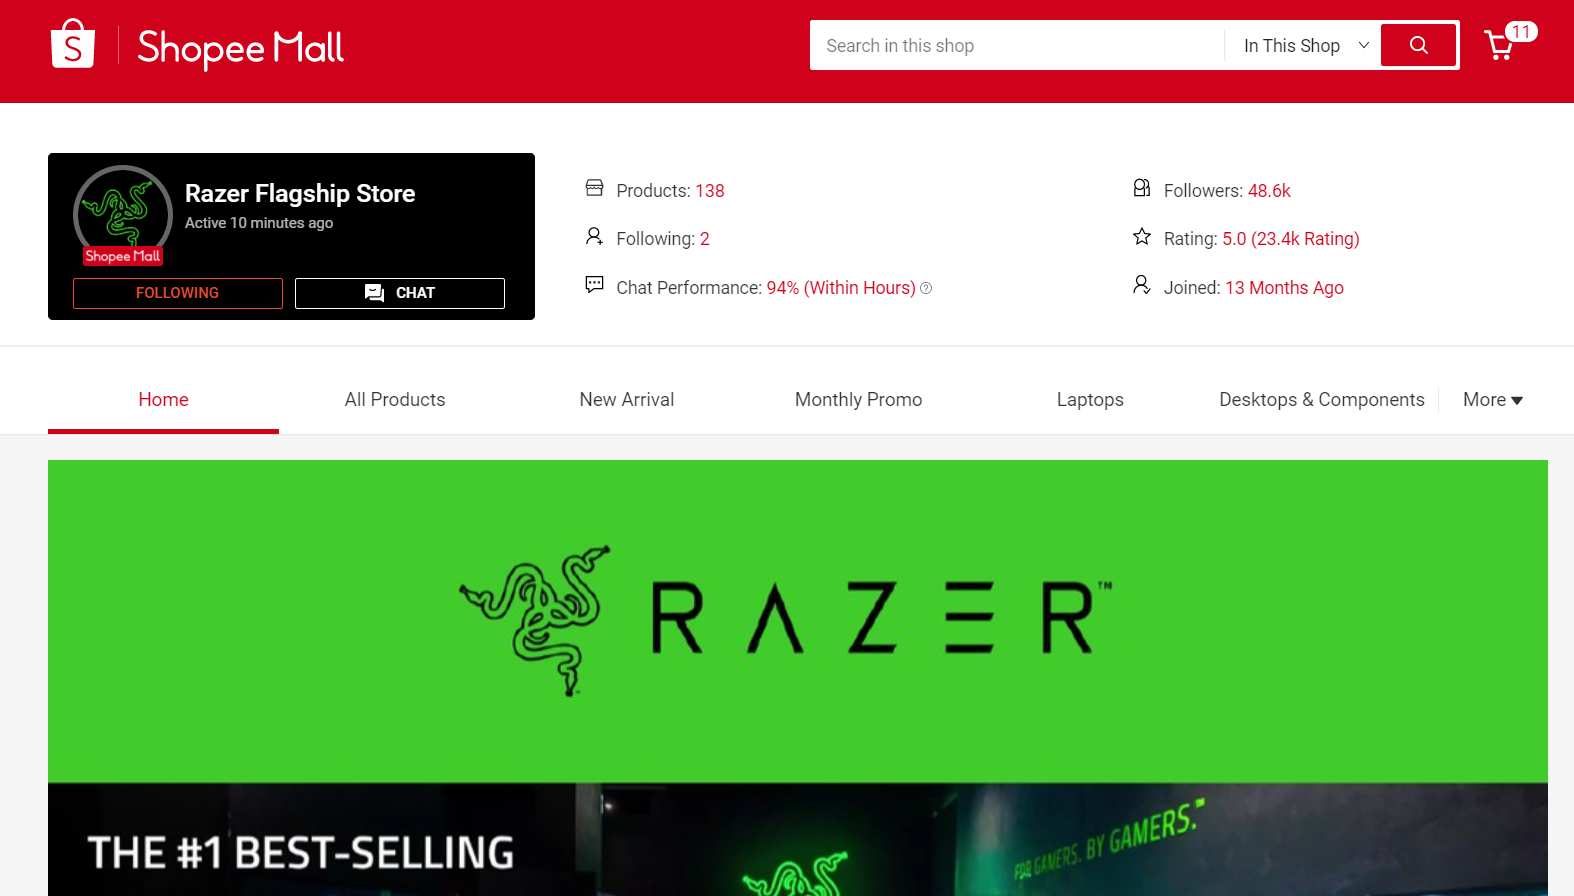 S Shopee Mall
Search in this shop
In This Shop
11
Razer Flagship Store
Active 10 minutes ago
Shopee Mall
FOLLOWING
CHAT
Products: 138
Followers: 48.6k
Following: 2
Rating: 5.0 (23.4k Rating)
Chat Performance: 94% (Within Hours) ?
Joined: 13 Months Ago
Home
All Products
New Arrival
Monthly Promo
Laptops
Desktops & Components
More
RAZER™
THE #1 BEST-SELLING
FOR GAMERS. BY GAMERS.™